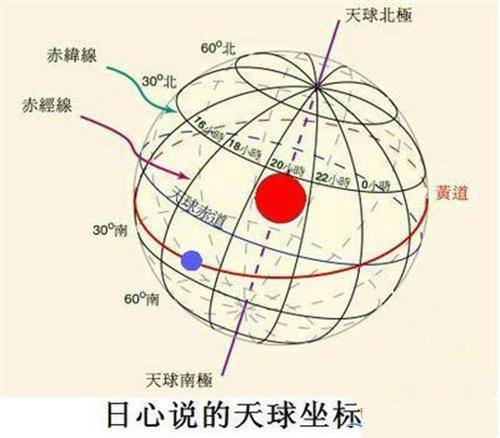 天球北極
60°北
赤緯線
30°北
赤經線
16小時
18小時
20小時
22小時
0小時
黃道
天球赤道
30°南
60°南
天球南極
日心说的天球坐标